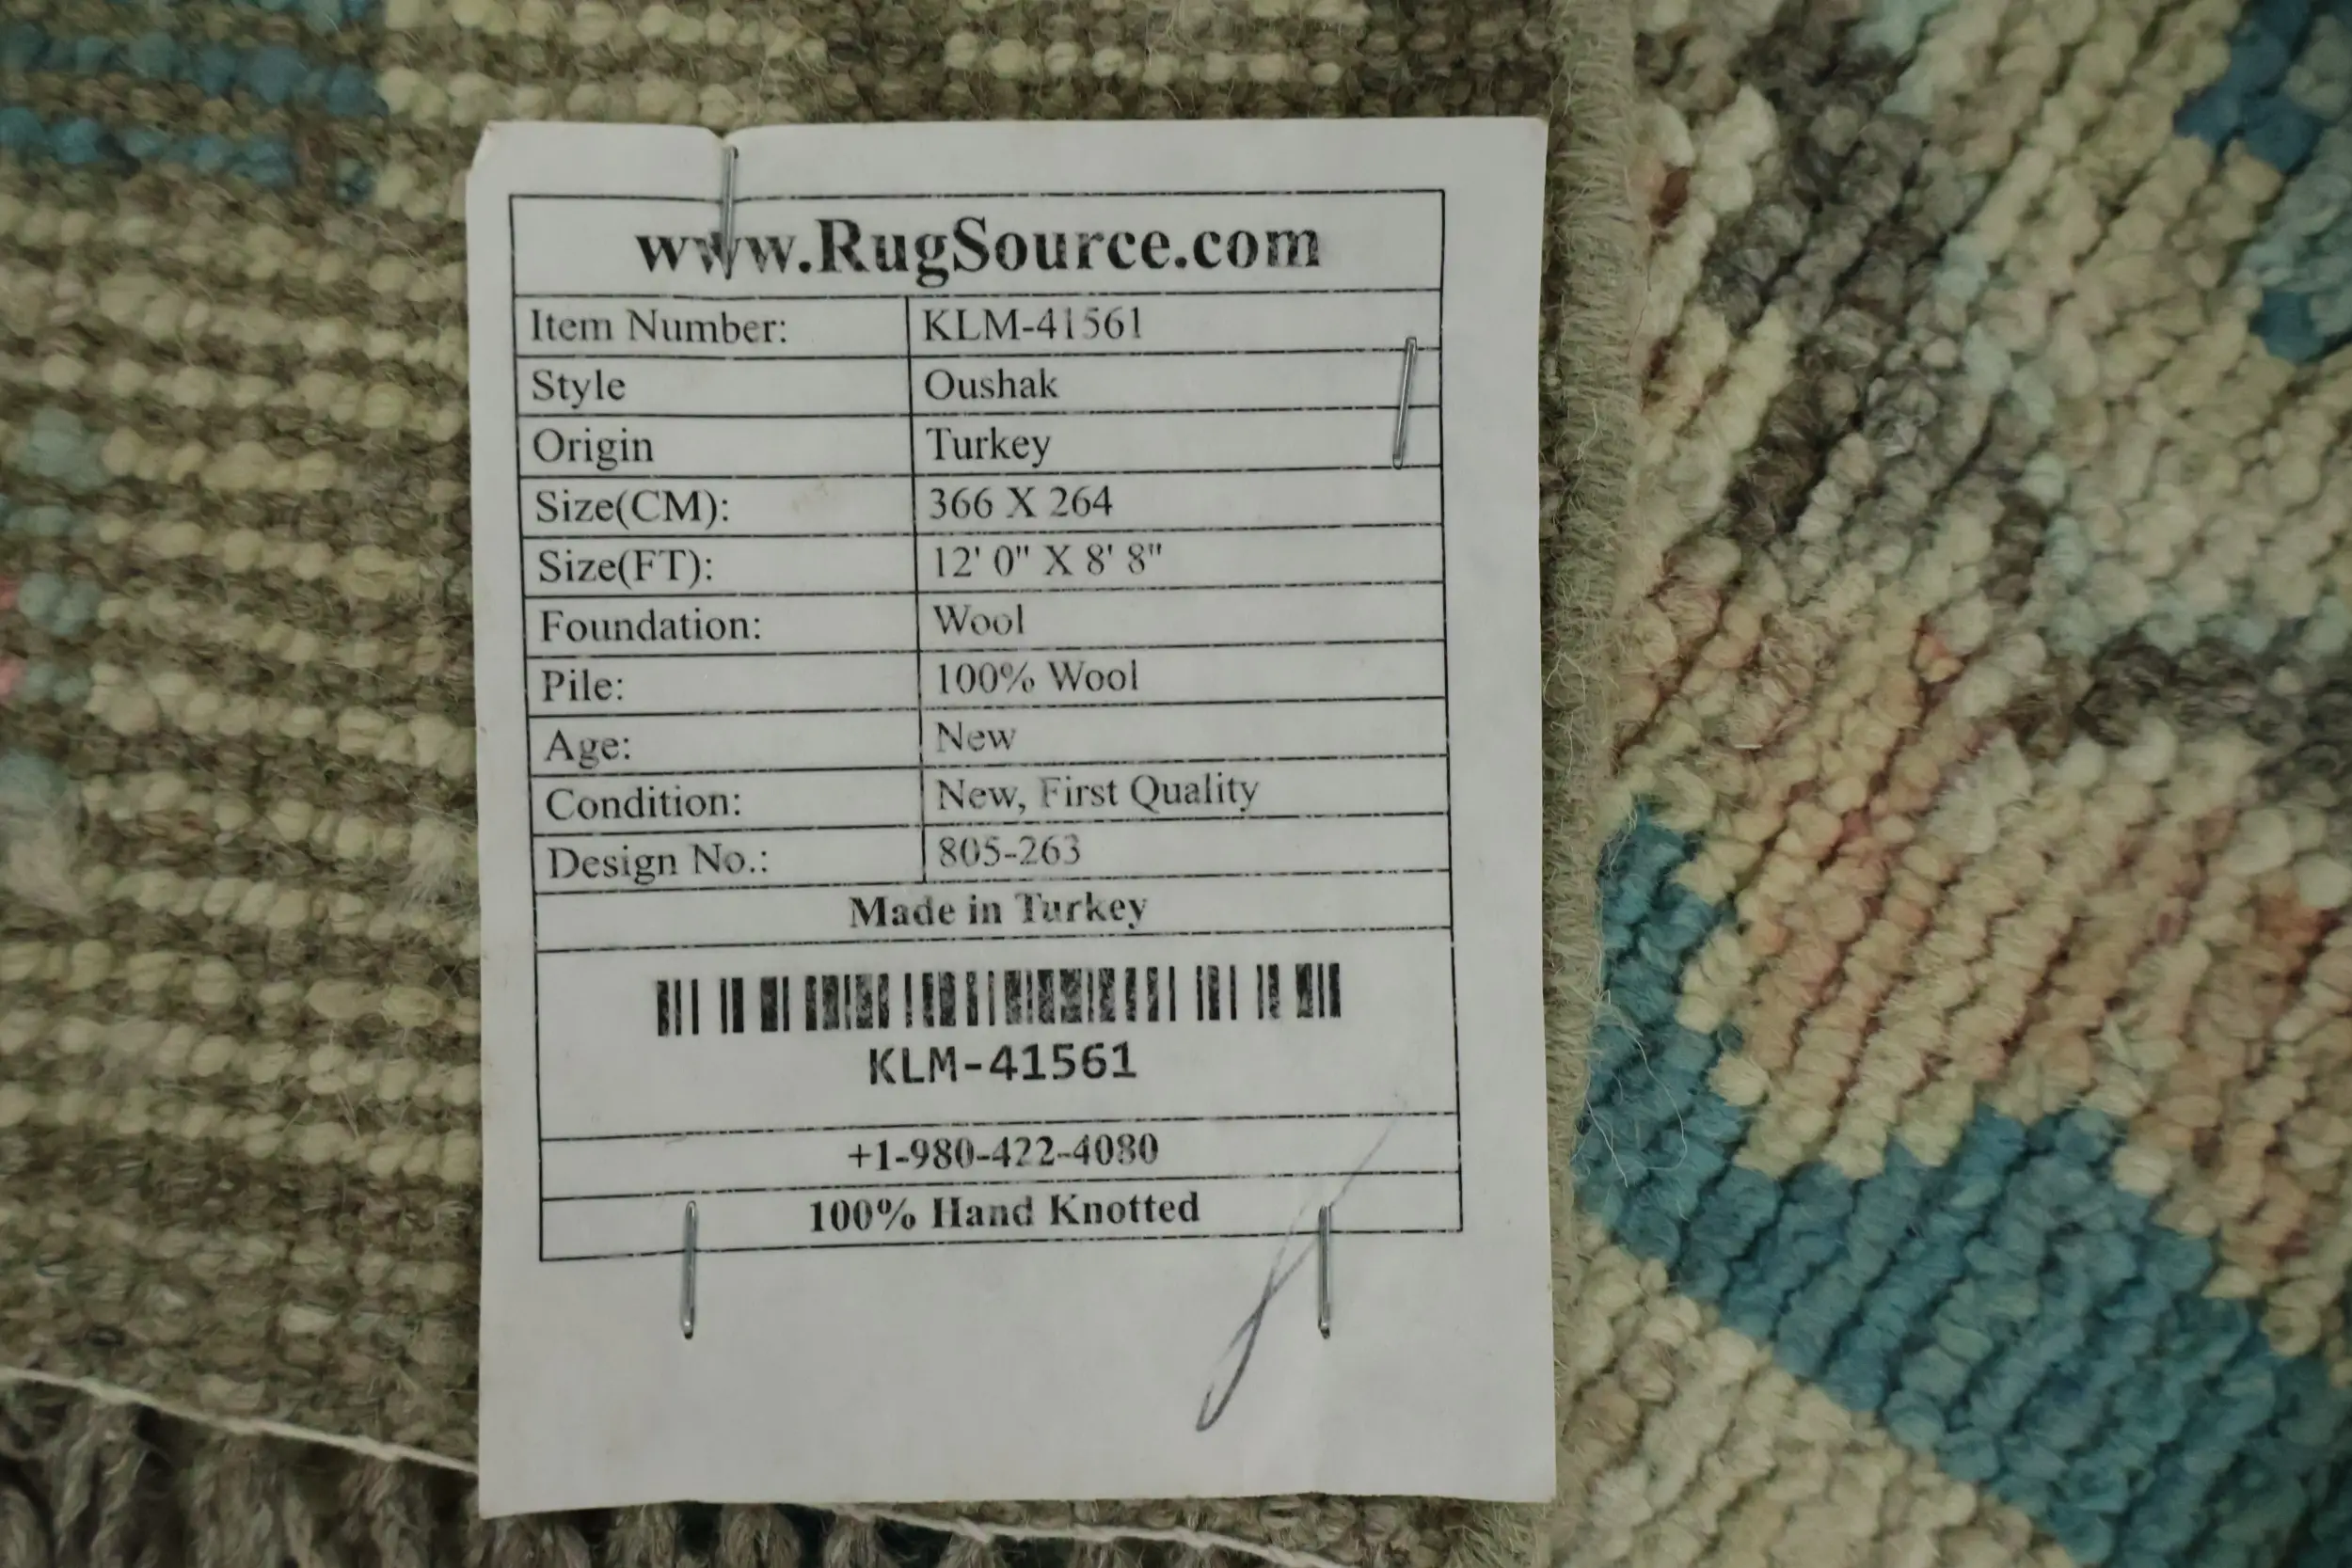 www.RugSource.com
Item Number: KLM-41561
Style Oushak
Origin Turkey
Size(CM): 366 X 264
Size(FT): 12' 0" X 8' 8"
Foundation: Wool
Pile: 100% Wool
Age: New
Condition: New, First Quality
Design No.: 805-263
Made in Turkey
KLM-41561
+1-980-422-4080
100% Hand Knotted